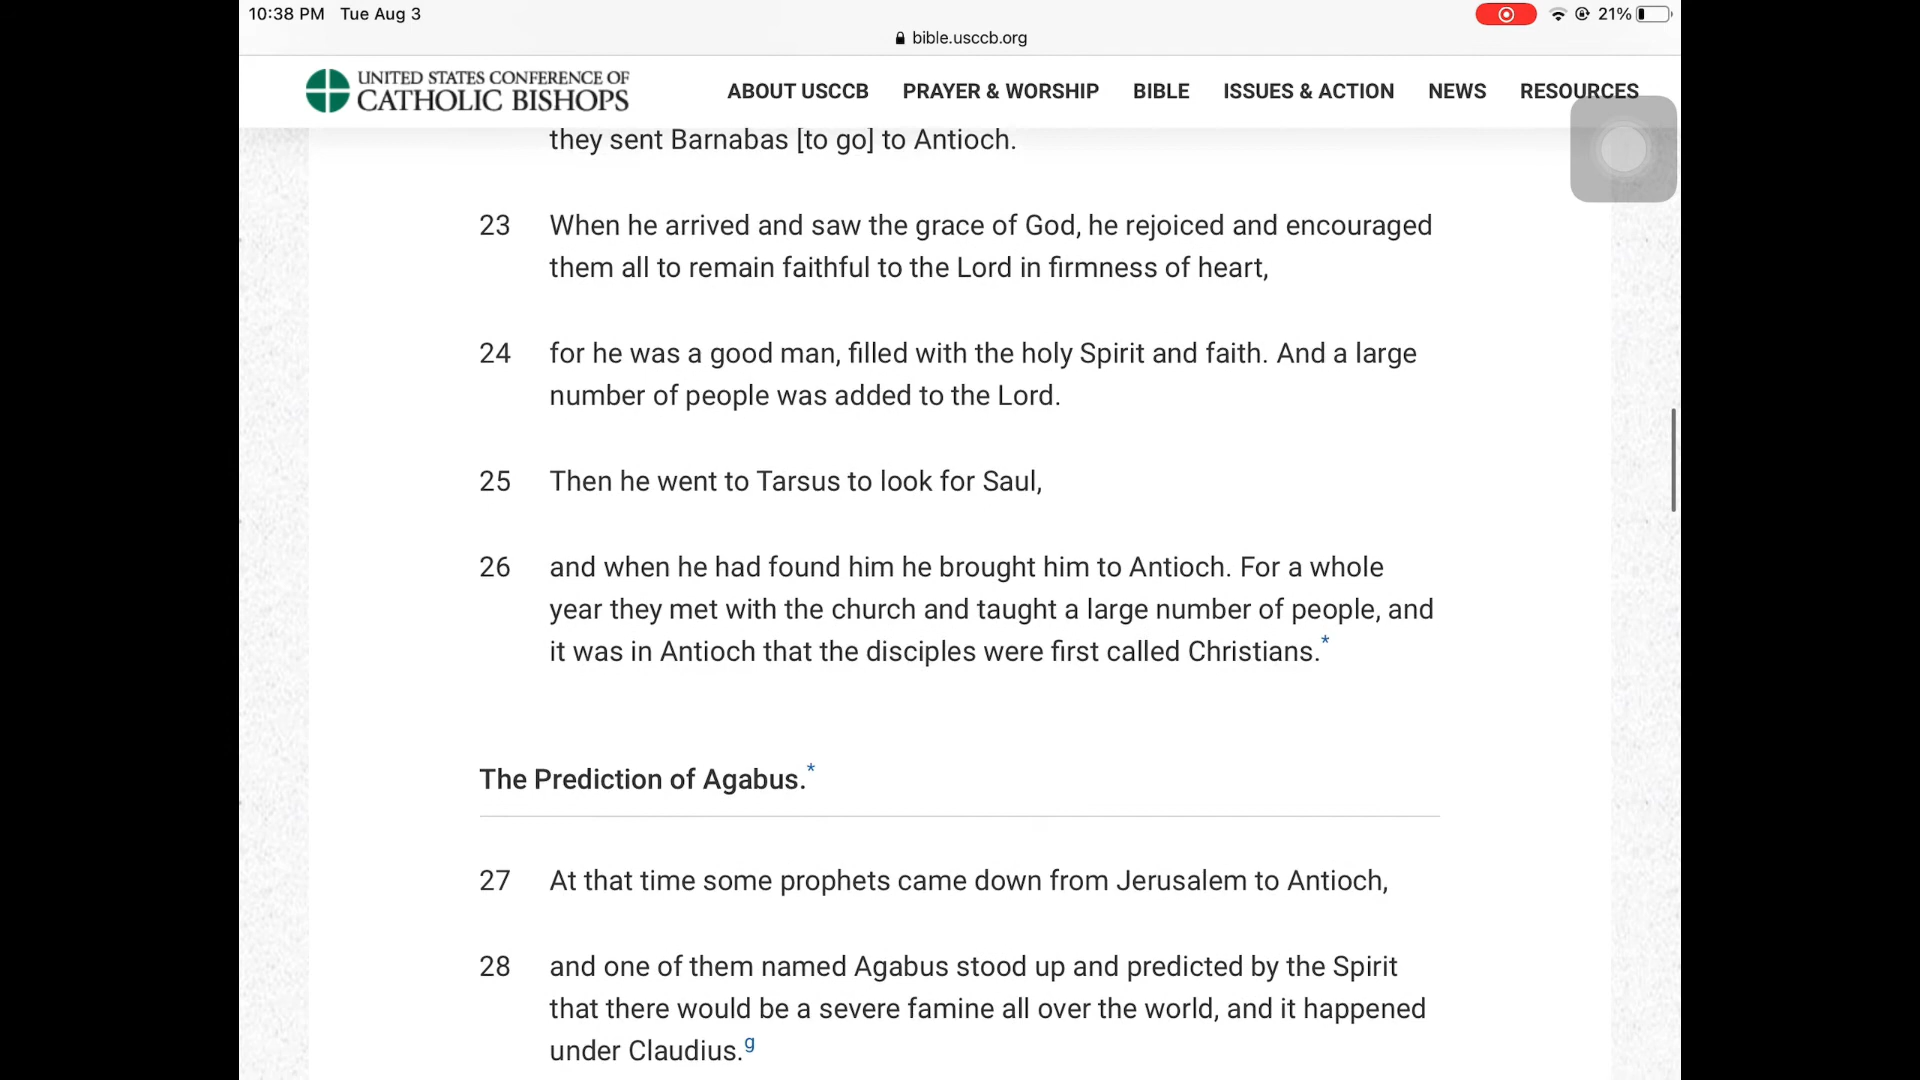 10:38 PM Tue Aug 3
21%
bible.usccb.org
UNITED STATES CONFERENCE OF
CATHOLIC BISHOPS
ABOUT USCCB PRAYER & WORSHIP BIBLE ISSUES & ACTION NEWS RESOURCES
they sent Barnabas [to go] to Antioch.
23 When he arrived and saw the grace of God, he rejoiced and encouraged
them all to remain faithful to the Lord in firmness of heart,
24 for he was a good man, filled with the holy Spirit and faith. And a large
number of people was added to the Lord.
25 Then he went to Tarsus to look for Saul,
26 and when he had found him he brought him to Antioch. For a whole
year they met with the church and taught a large number of people, and
it was in Antioch that the disciples were first called Christians.*
The Prediction of Agabus.*
27 At that time some prophets came down from Jerusalem to Antioch,
28 and one of them named Agabus stood up and predicted by the Spirit
that there would be a severe famine all over the world, and it happened
under Claudius.g